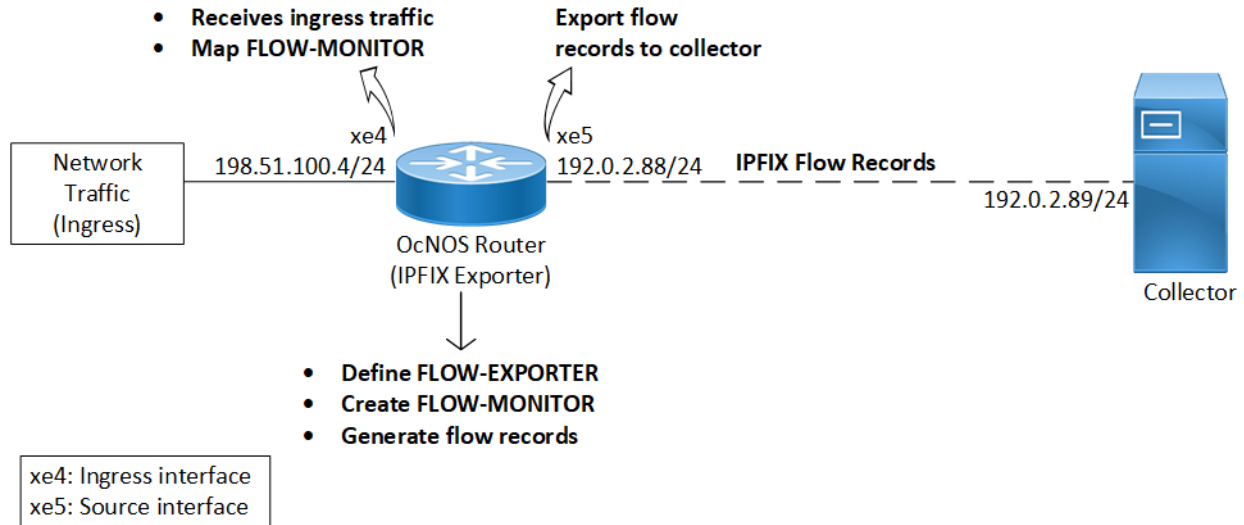 • Receives ingress traffic
• Map FLOW-MONITOR
Export flow
records to collector
xe4
xe5
Network
Traffic
(Ingress)
198.51.100.4/24
192.0.2.88/24
IPFIX Flow Records
192.0.2.89/24
OcNOS Router
(IPFIX Exporter)
Collector
• Define FLOW-EXPORTER
• Create FLOW-MONITOR
• Generate flow records
xe4: Ingress interface
xe5: Source interface